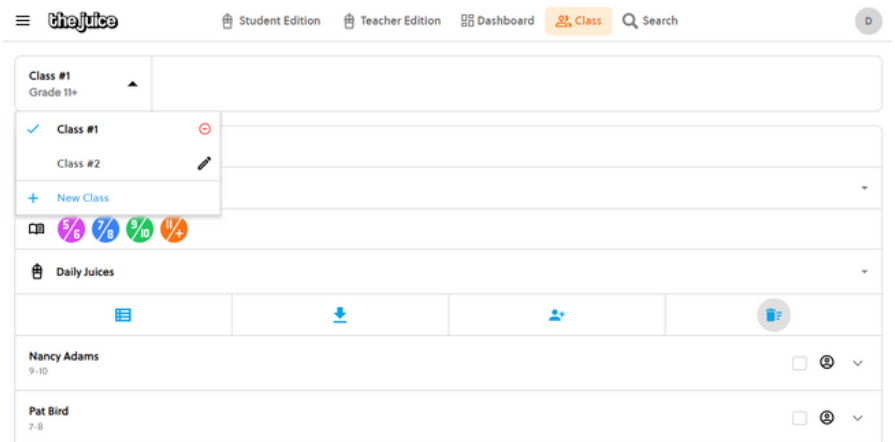 thejuice
Student Edition
Teacher Edition
Dashboard
Class
Search
D
Class #1
Grade 11+
Class #1
Class #2
New Class
5/6
7/8
9/10
11/+
Daily Juices
Nancy Adams
9-10
Pat Bird
7-8